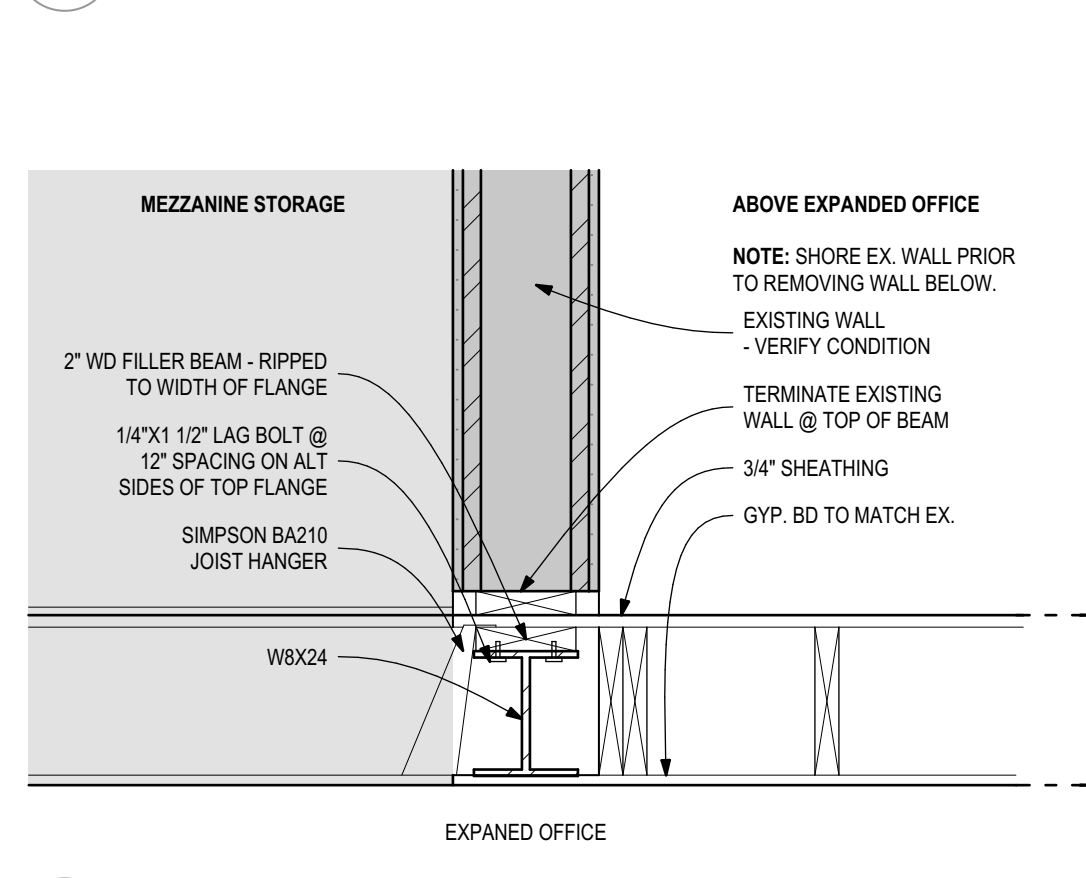 MEZZANINE STORAGE
ABOVE EXPANDED OFFICE
NOTE: SHORE EX. WALL PRIOR
TO REMOVING WALL BELOW.
EXISTING WALL
- VERIFY CONDITION
2" WD FILLER BEAM - RIPPED
TO WIDTH OF FLANGE
TERMINATE EXISTING
WALL @ TOP OF BEAM
1/4"X1 1/2" LAG BOLT @
12" SPACING ON ALT
SIDES OF TOP FLANGE
3/4" SHEATHING
GYP. BD TO MATCH EX.
SIMPSON BA210
JOIST HANGER
W8X24
EXPANED OFFICE